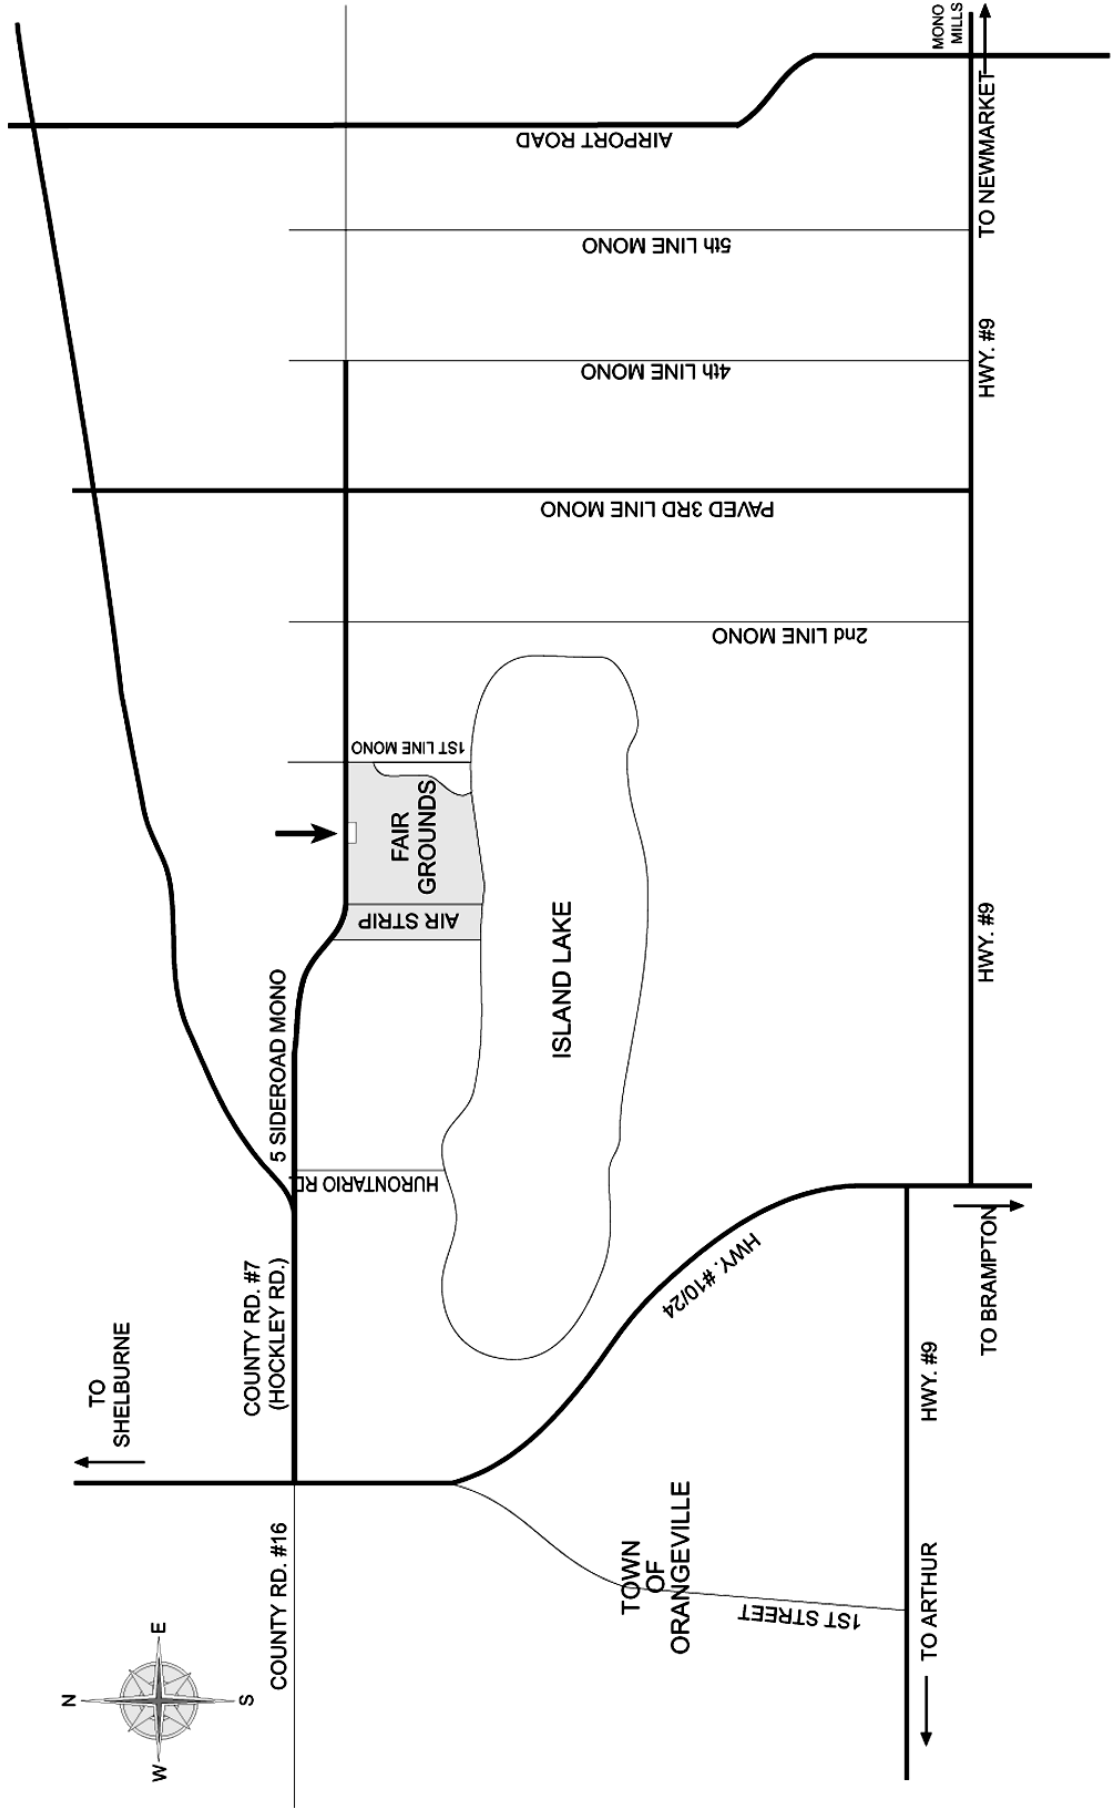 N
E
S
W
TO
SHELBURNE
COUNTY RD. #16
COUNTY RD. #7
(HOCKLEY RD.)
5 SIDEROAD MONO
HURONTARIO RD
AIR STRIP
FAIR
GROUNDS
1ST LINE MONO
ISLAND LAKE
2nd LINE MONO
PAVED 3RD LINE MONO
4th LINE MONO
5th LINE MONO
AIRPORT ROAD
MONO
MILLS
TO NEWMARKET
HWY. #9
HWY. #9
HWY. #10/24
TO BRAMPTON
TOWN
OF
ORANGEVILLE
1ST STREET
HWY. #9
TO ARTHUR